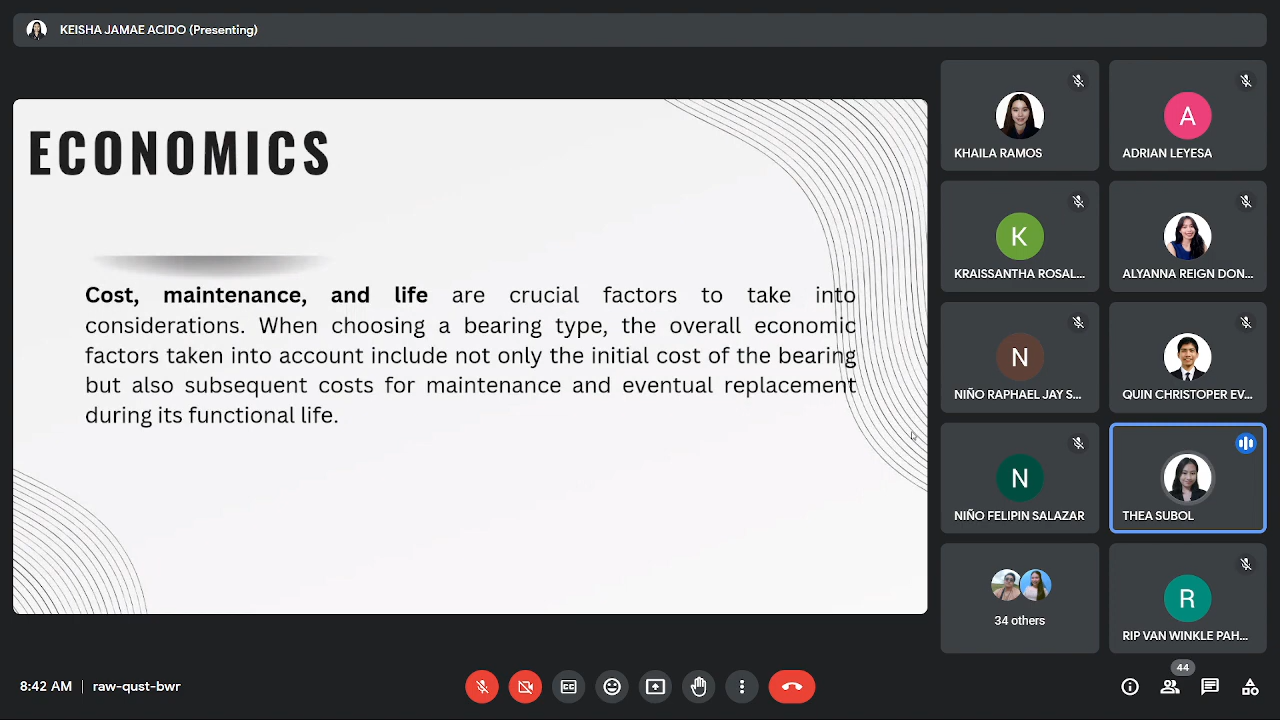 KEISHA JAMAE ACIDO (Presenting)
ECONOMICS
Cost, maintenance, and life are crucial factors to take into
considerations. When choosing a bearing type, the overall economic
factors taken into account include not only the initial cost of the bearing
but also subsequent costs for maintenance and eventual replacement
during its functional life.
KHAILA RAMOS
A
ADRIAN LEYESA
K
KRAISSANTHA ROSAL...
ALYANNA REIGN DON...
N
NIÑO RAPHAEL JAY S...
QUIN CHRISTOPER EV...
N
NIÑO FELIPIN SALAZAR
THEA SUBOL
34 others
R
RIP VAN WINKLE PAH...
8:42 AM | raw-qust-bwr
44